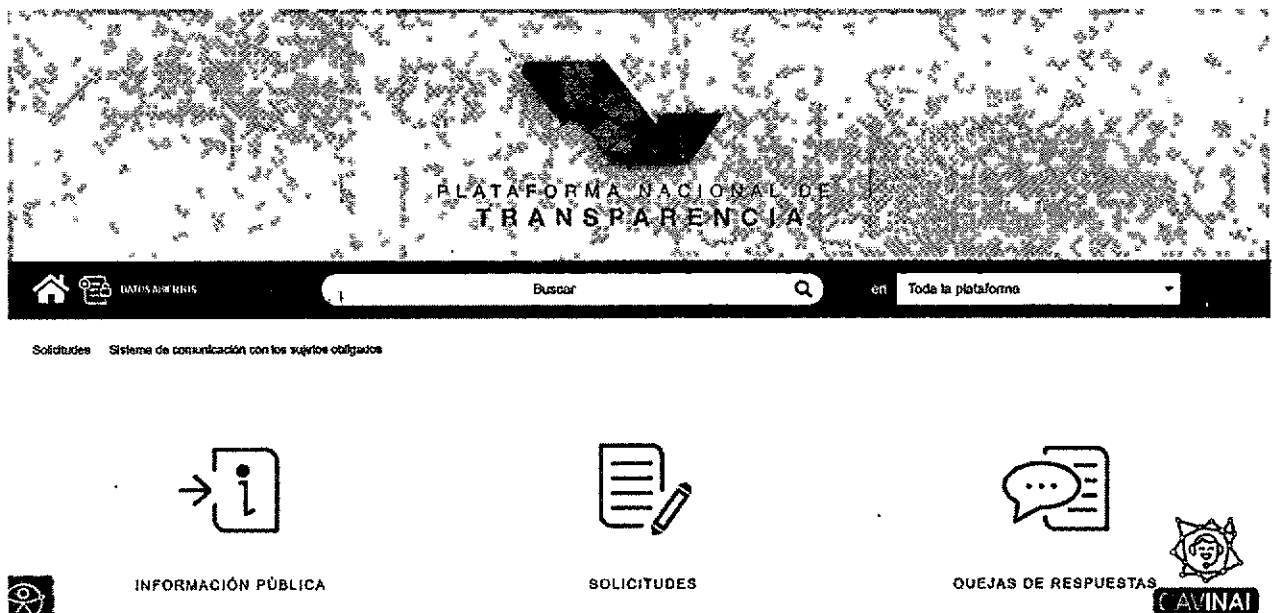 PLATAFORMA NACIONAL DE
TRANSPARENCIA
DATOS ABIERTOS Buscar en Toda la plataforma
Solicitudes Sistema de comunicación con los sujetos obligados
INFORMACIÓN PÚBLICA SOLICITUDES QUEJAS DE RESPUESTAS
CAVINAI